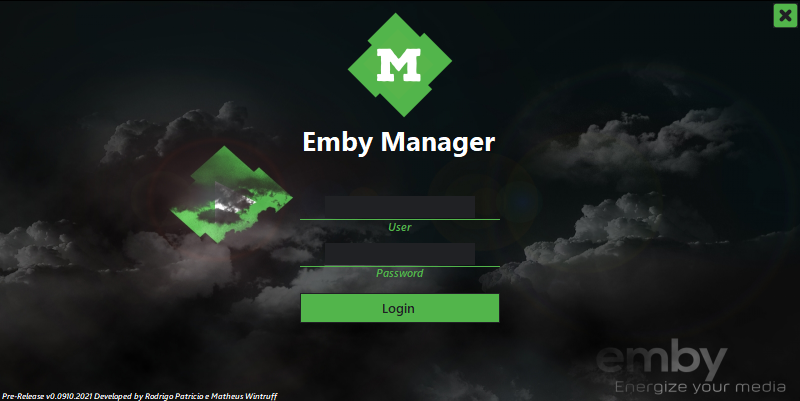 M
Emby Manager
User
Password
Login
emby
Energize your media
Pre-Release v0.0910.2021 Developed by Rodrigo Patricio e Matheus Wintruff